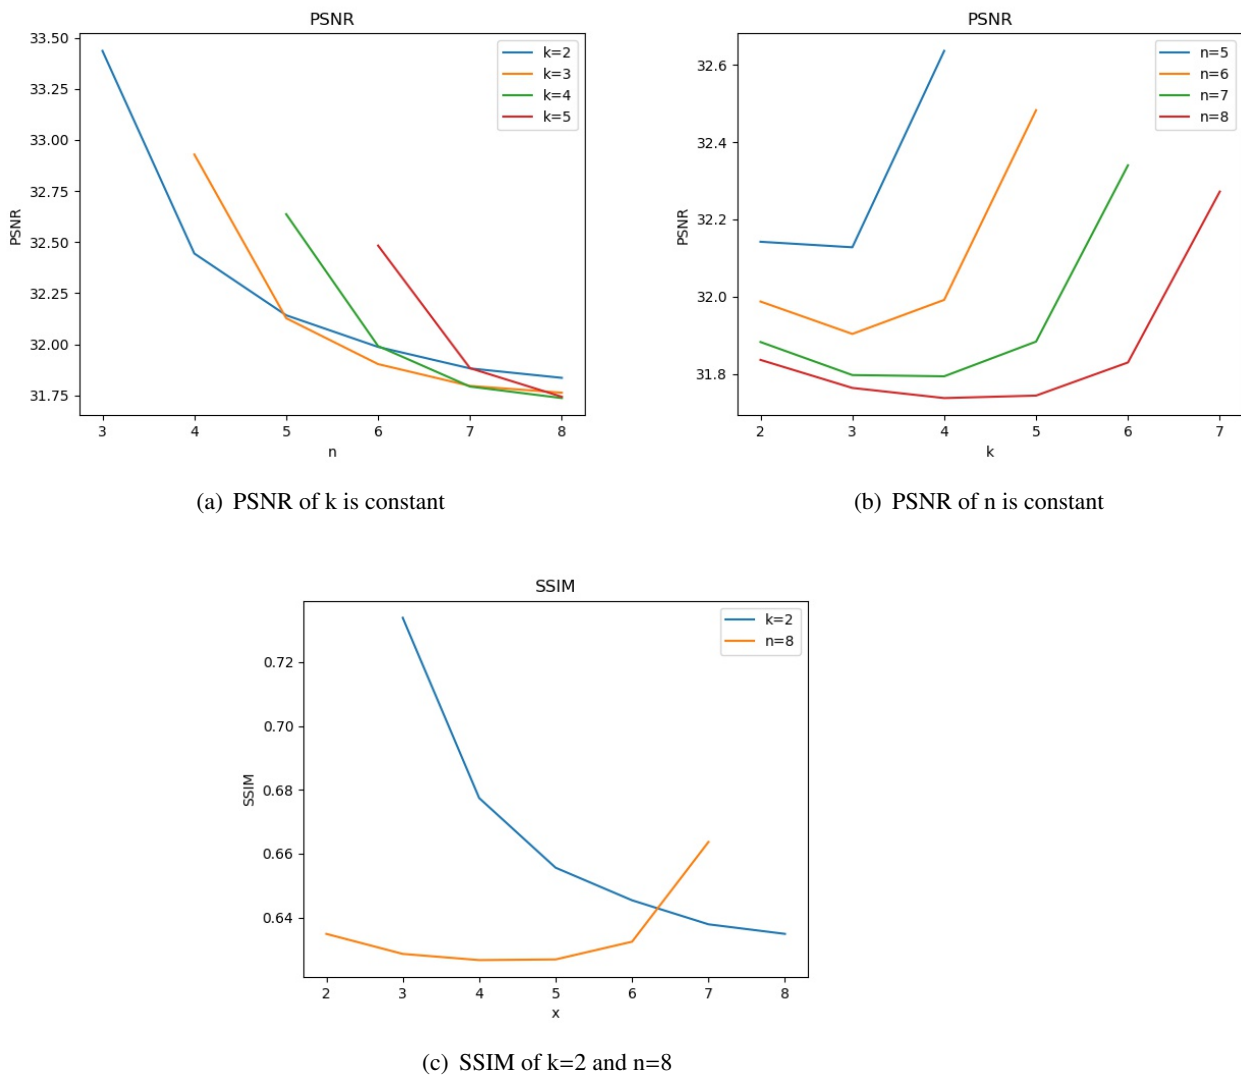 PSNR
33.50
33.25
33.00
32.75
32.50
32.25
32.00
31.75
PSNR
3 4 5 6 7 8
n
k=2
k=3
k=4
k=5
(a) PSNR of k is constant
PSNR
32.6
32.4
32.2
32.0
31.8
PSNR
2 3 4 5 6 7
k
n=5
n=6
n=7
n=8
(b) PSNR of n is constant
SSIM
0.72
0.70
0.68
0.66
0.64
SSIM
2 3 4 5 6 7 8
x
k=2
n=8
(c) SSIM of k=2 and n=8